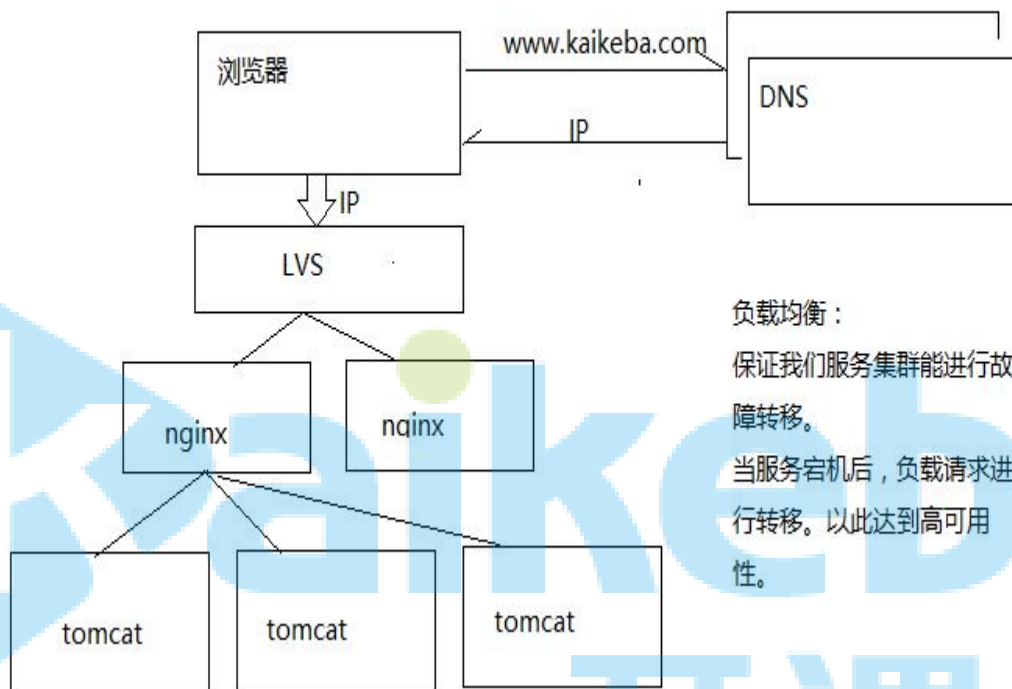 www.kaikeba.com
浏览器
DNS
IP
IP
LVS
负载均衡：
保证我们服务集群能进行故
障转移。
当服务宕机后，负载请求进
行转移。以此达到高可用
性。
nginx
nginx
tomcat
tomcat
tomcat
aikeb